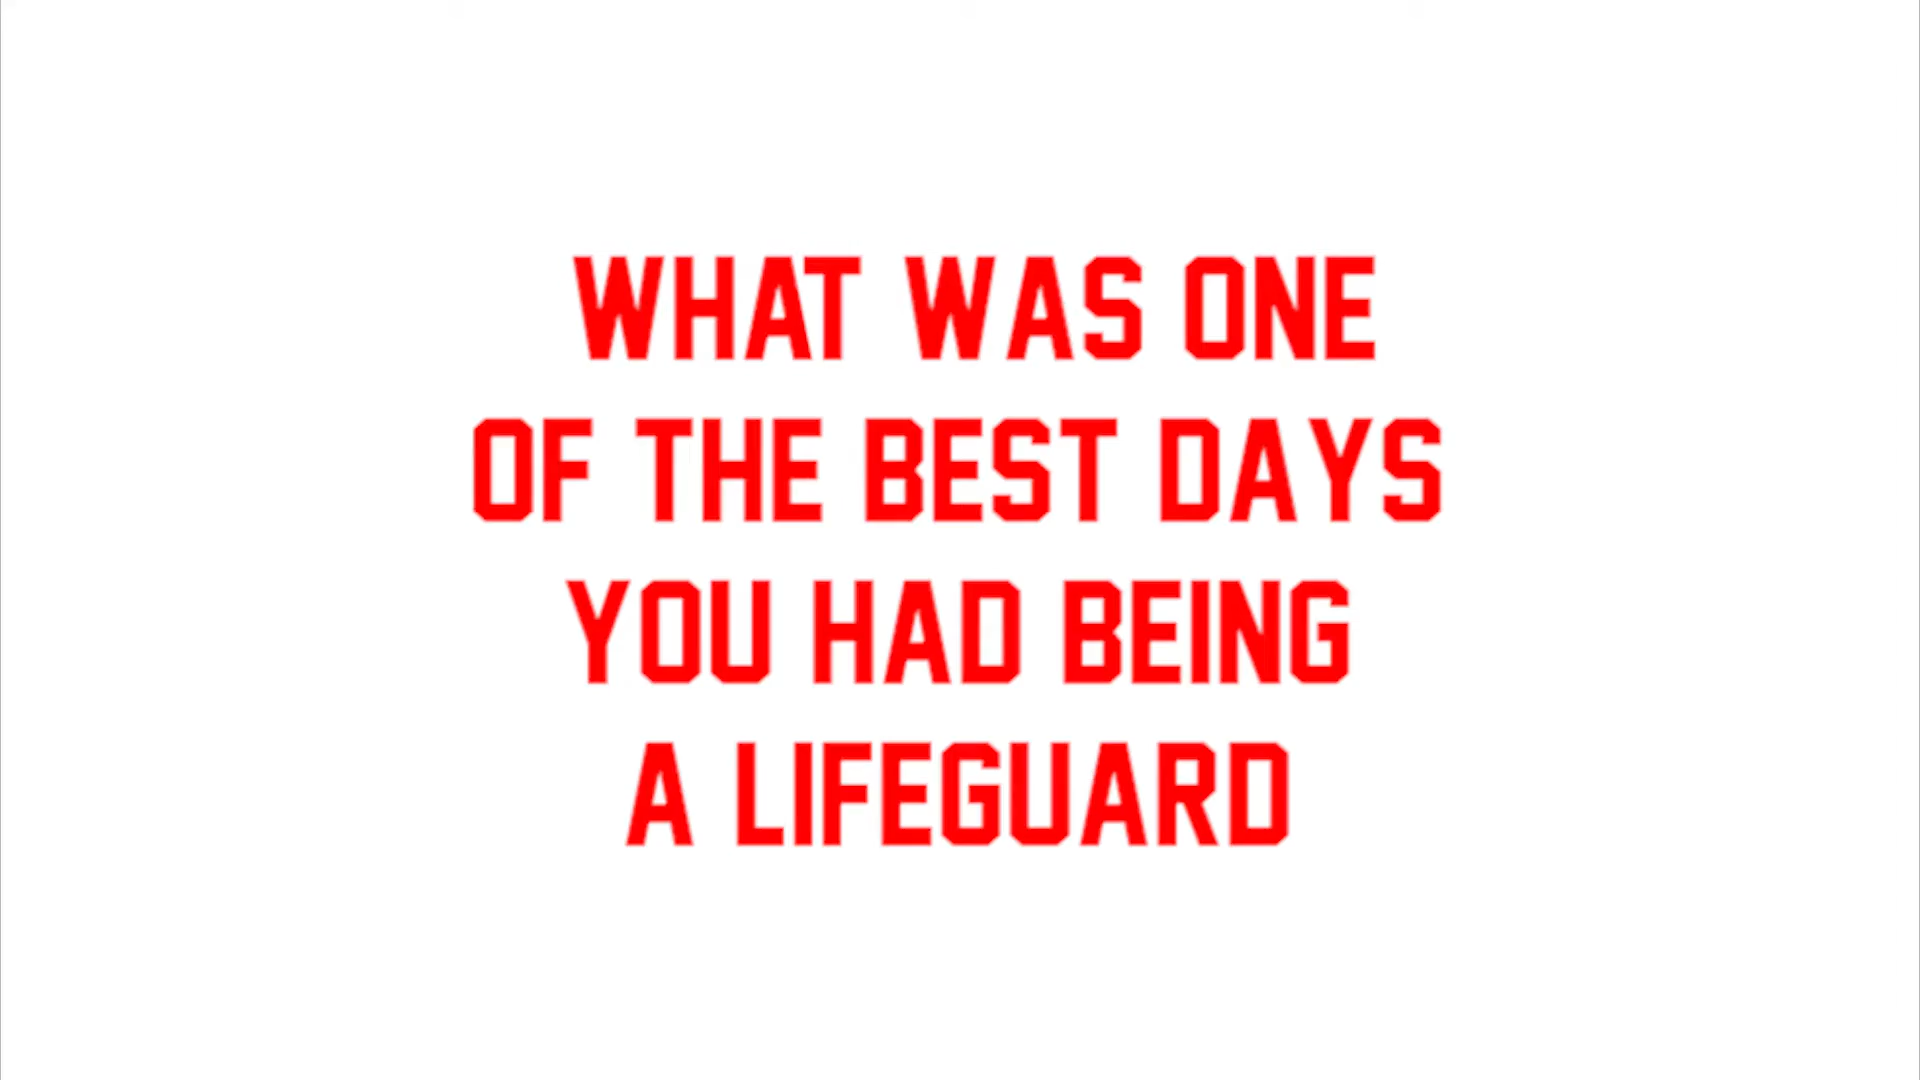 WHAT WAS ONE
OF THE BEST DAYS
YOU HAD BEING
A LIFEGUARD